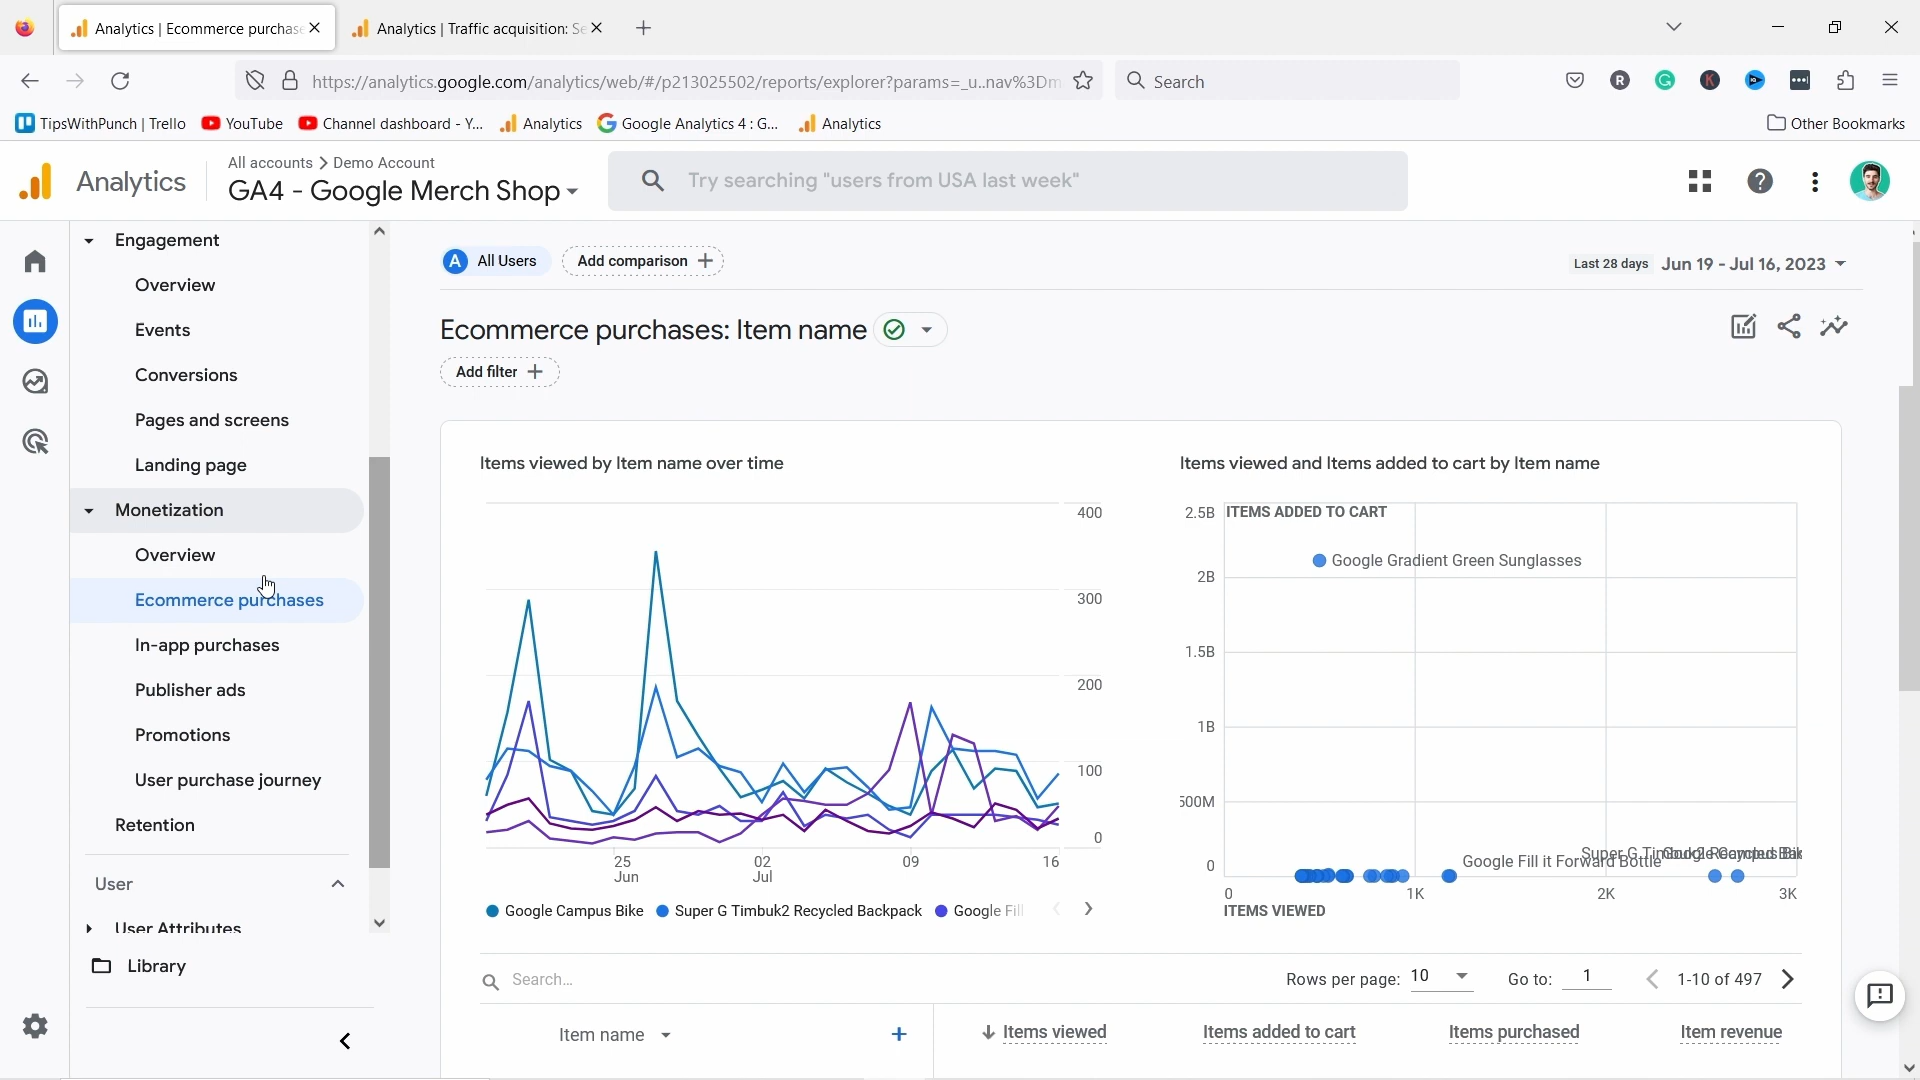 Analytics | Ecommerce purchase
Analytics | Traffic acquisition: Se
https://analytics.google.com/analytics/web/#/p213025502/reports/explorer?params=_u..nav%3Dm
Search
TipsWithPunch | Trello
YouTube
Channel dashboard - Y...
Analytics
Google Analytics 4 : G...
Analytics
Other Bookmarks
Analytics
All accounts > Demo Account
GA4 - Google Merch Shop
Try searching "users from USA last week"
Engagement
Overview
Events
Conversions
Pages and screens
Landing page
Monetization
Overview
Ecommerce purchases
In-app purchases
Publisher ads
Promotions
User purchase journey
Retention
User
User Attributes
Library
A All Users
Add comparison +
Last 28 days Jun 19 - Jul 16, 2023
Ecommerce purchases: Item name
Add filter +
Items viewed by Item name over time
400
300
200
100
0
25
Jun
02
Jul
09
16
Google Campus Bike
Super G Timbuk2 Recycled Backpack
Google Fill
Items viewed and Items added to cart by Item name
2.5B
ITEMS ADDED TO CART
Google Gradient Green Sunglasses
2B
1.5B
1B
500M
0
Google Fill it Forward Bottle
0
1K
2K
3K
ITEMS VIEWED
Search...
Rows per page: 10
Go to: 1
1-10 of 497
Item name
+
Items viewed
Items added to cart
Items purchased
Item revenue